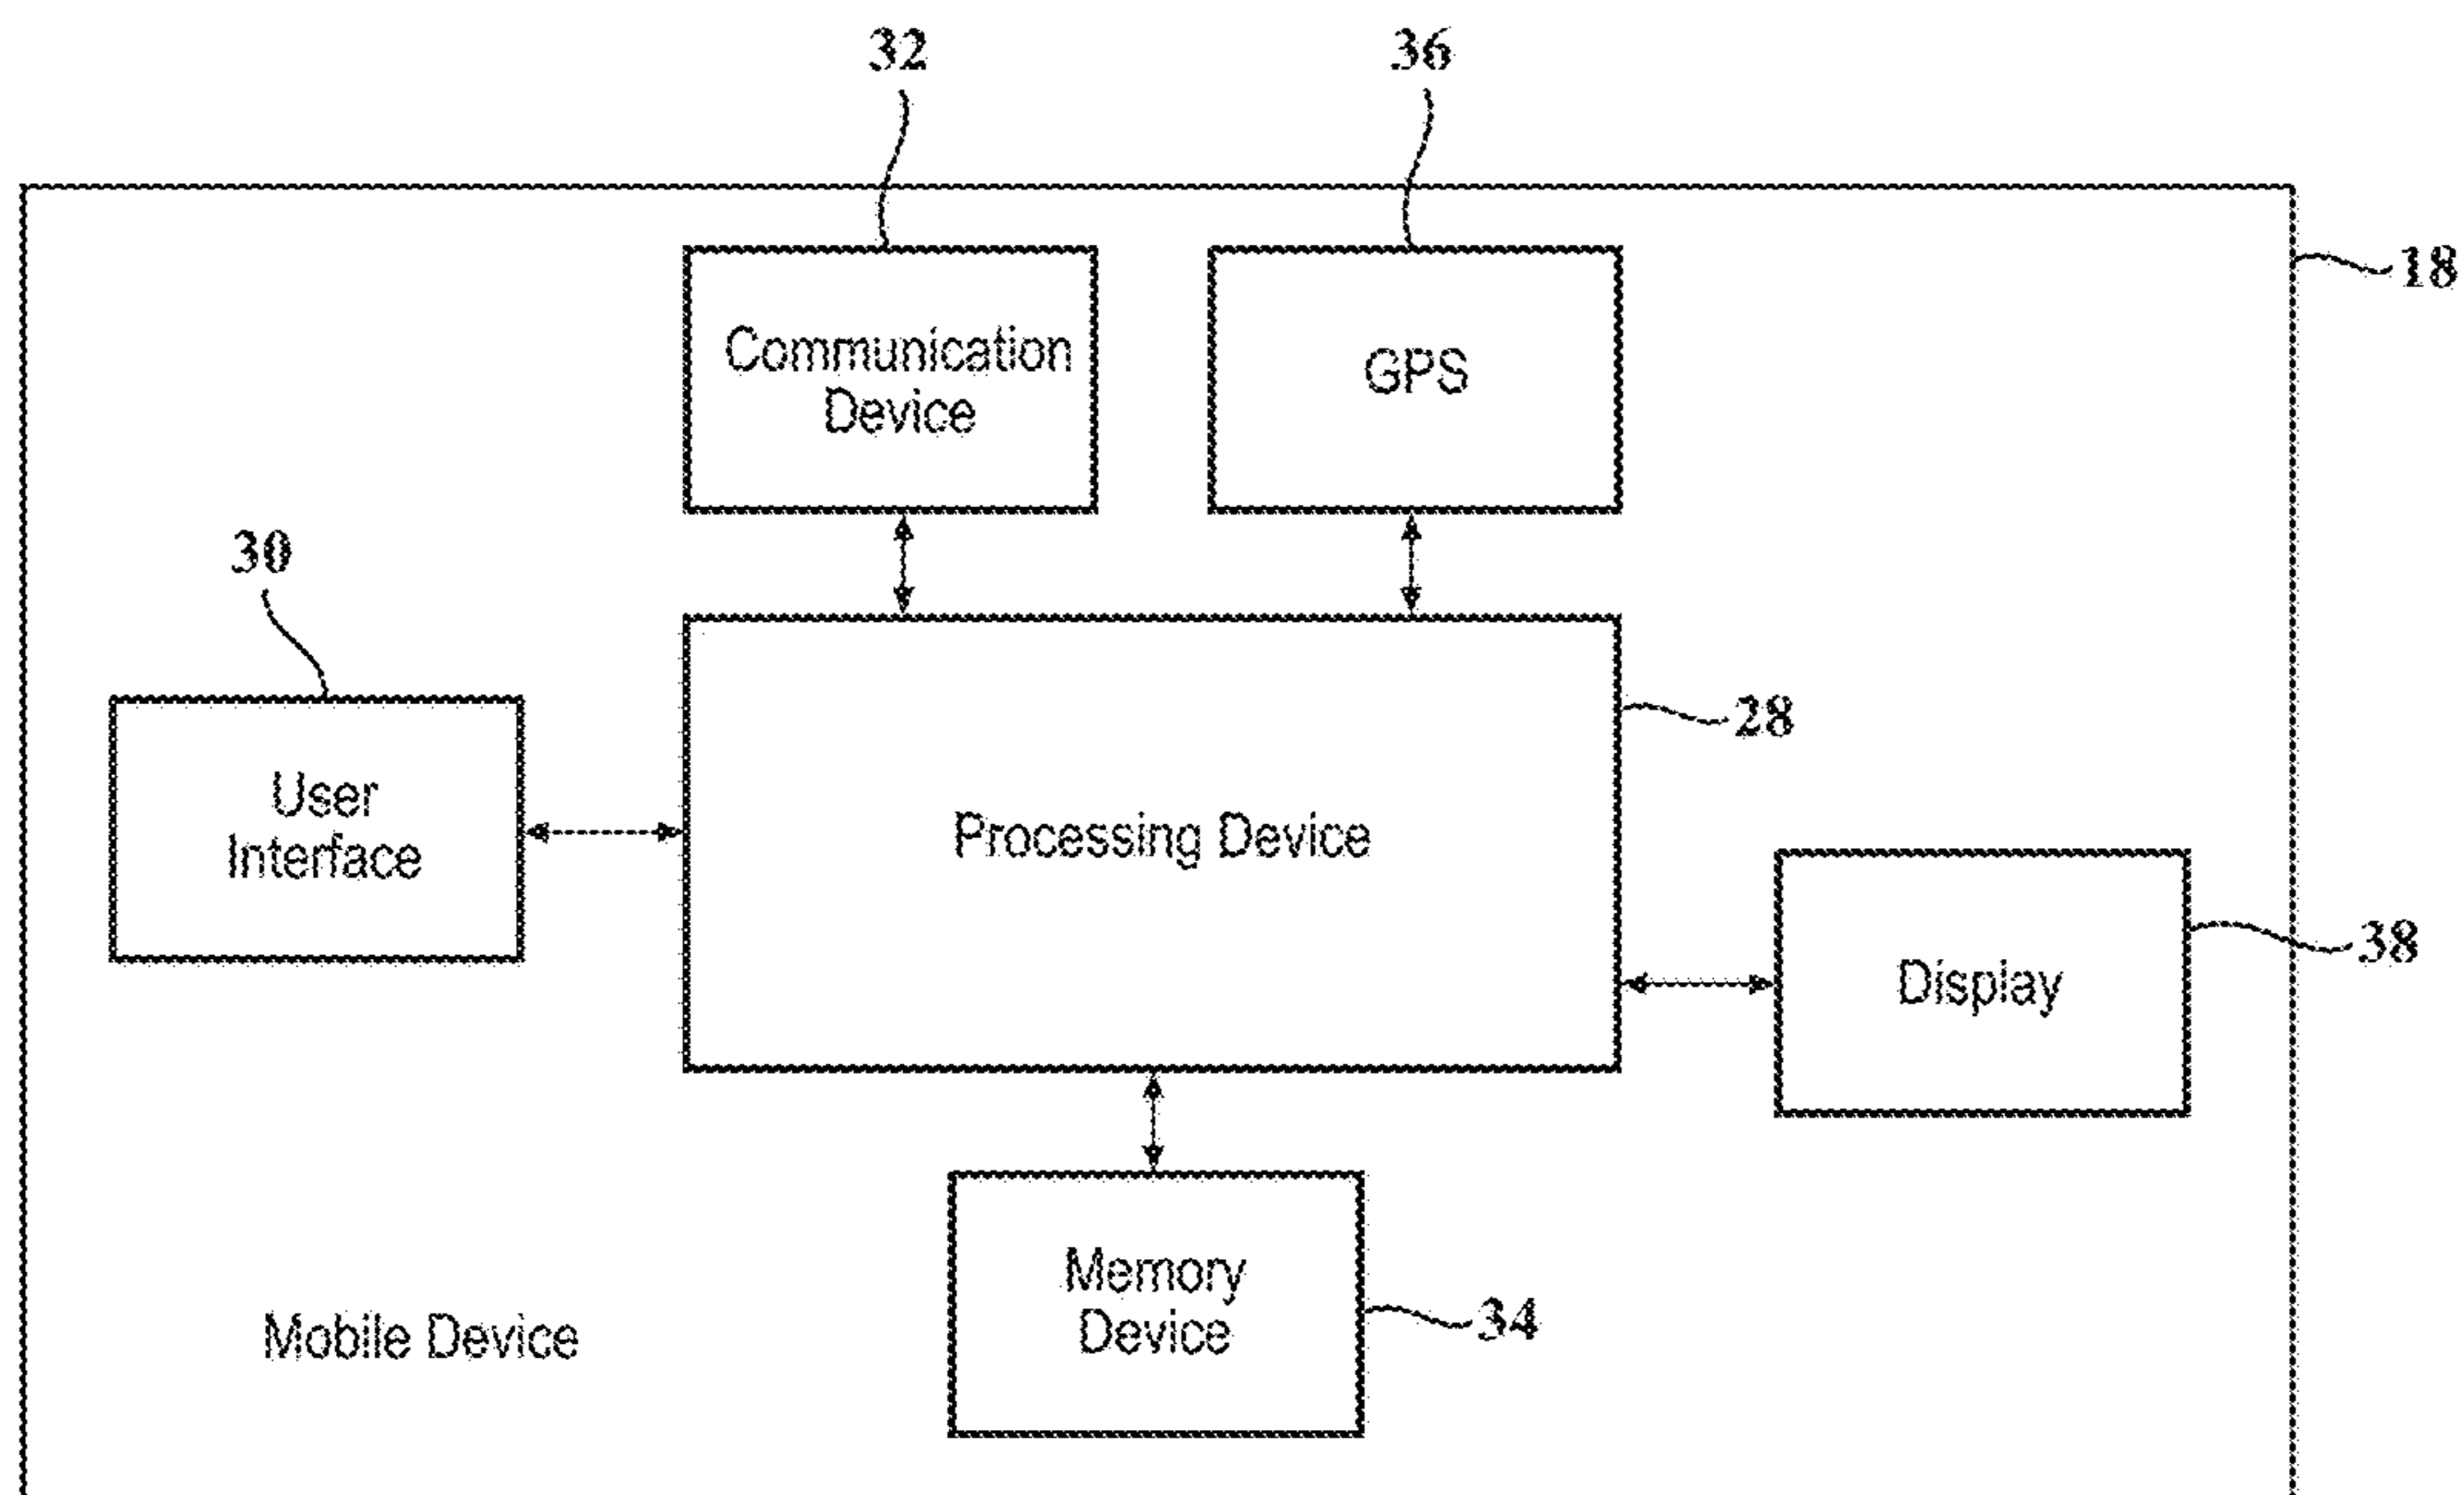 32
36
18
Communication
Device
GPS
30
28
User
Interface
Processing Device
38
Display
Memory
Device
34
Mobile Device